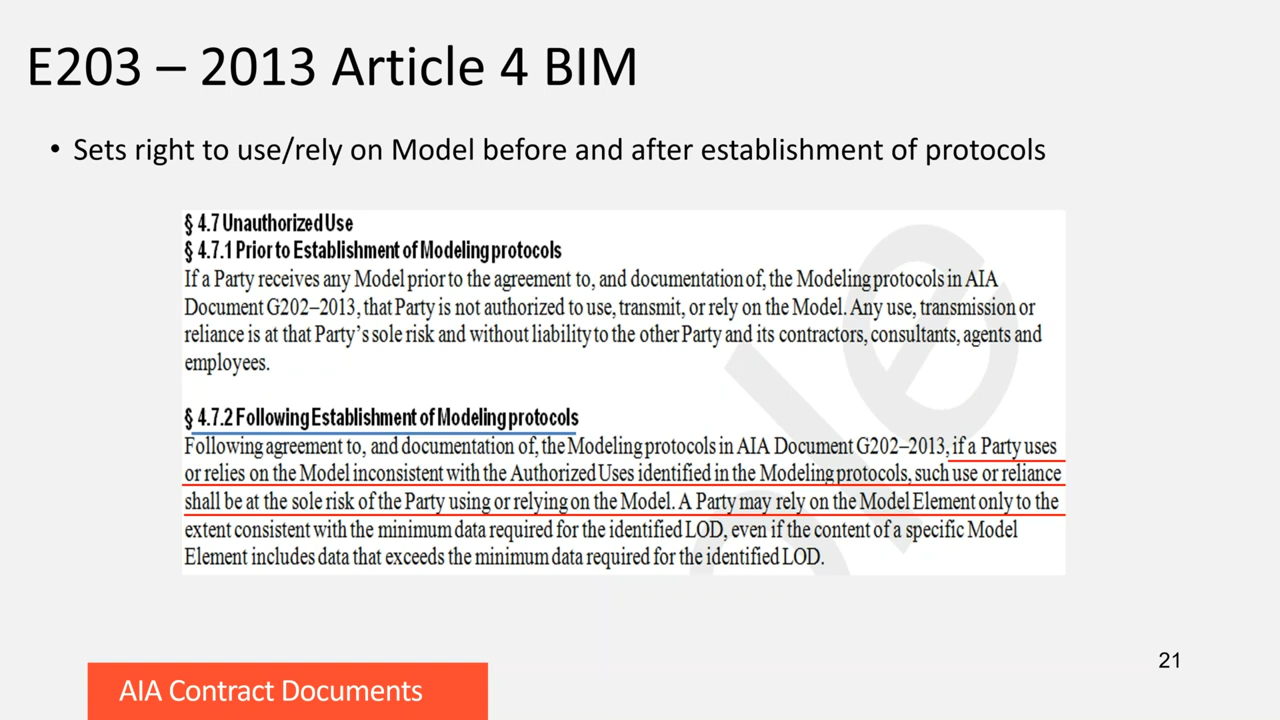 E203 – 2013 Article 4 BIM
• Sets right to use/rely on Model before and after establishment of protocols
§ 4.7 Unauthorized Use
§ 4.7.1 Prior to Establishment of Modeling protocols
If a Party receives any Model prior to the agreement to, and documentation of, the Modeling protocols in AIA
Document G202–2013, that Party is not authorized to use, transmit, or rely on the Model. Any use, transmission or
reliance is at that Party’s sole risk and without liability to the other Party and its contractors, consultants, agents and
employees.
§ 4.7.2 Following Establishment of Modeling protocols
Following agreement to, and documentation of, the Modeling protocols in AIA Document G202–2013, if a Party uses
or relies on the Model inconsistent with the Authorized Uses identified in the Modeling protocols, such use or reliance
shall be at the sole risk of the Party using or relying on the Model. A Party may rely on the Model Element only to the
extent consistent with the minimum data required for the identified LOD, even if the content of a specific Model
Element includes data that exceeds the minimum data required for the identified LOD.
21
AIA Contract Documents